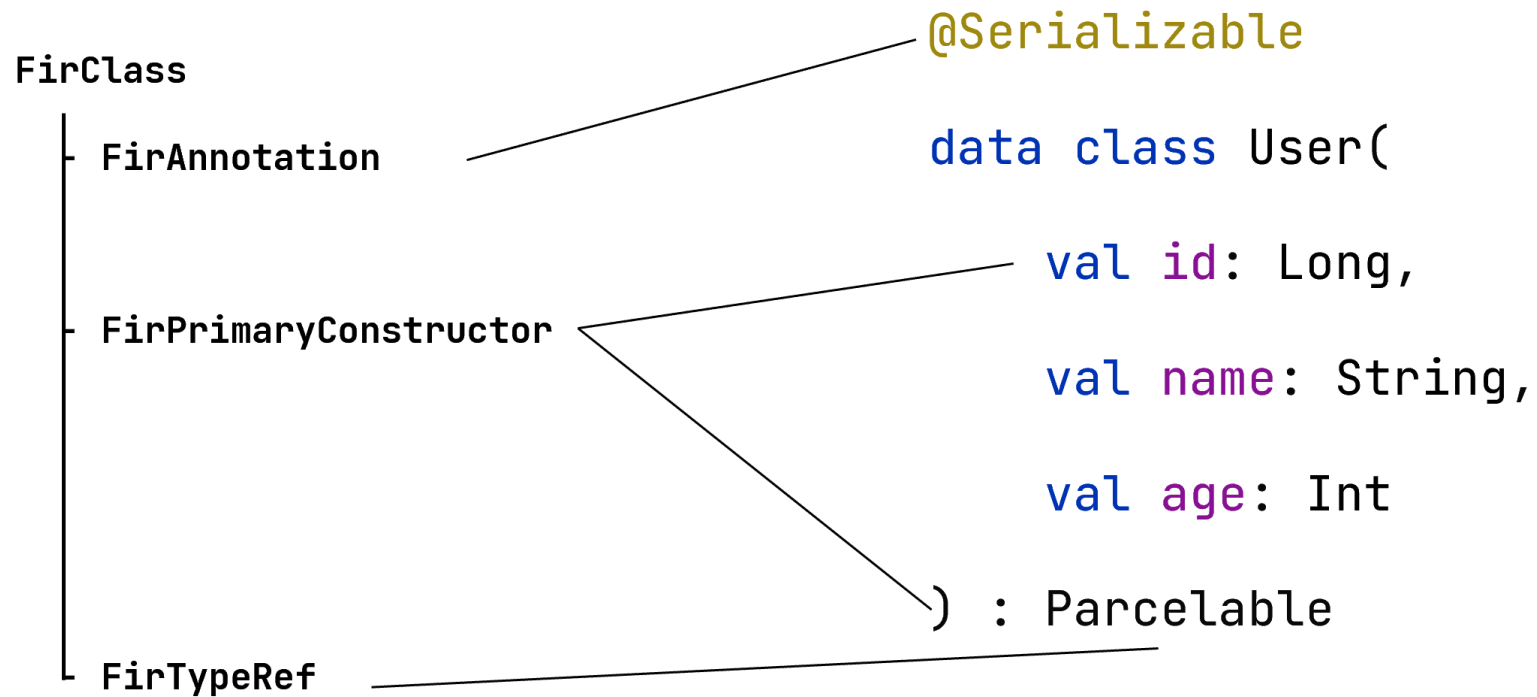 FirClass
FirAnnotation
FirPrimaryConstructor
FirTypeRef
@Serializable
data class User(
val id: Long,
val name: String,
val age: Int
) : Parcelable